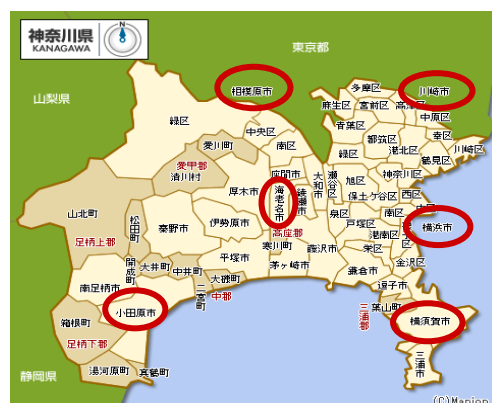 神奈川県
KANAGAWA
東京都
山梨県
静岡県
相模原市
川崎市
多摩区
麻生区
宮前区
高津区
中原区
青葉区
幸区
都筑区
港北区
川崎区
鶴見区
緑区
緑区
中央区
南区
愛川町
愛甲郡
清川村
座間市
大和市
瀬谷区
旭区
神奈川区
保土ケ谷区
西区
厚木市
海老名市
綾瀬市
泉区
戸塚区
南区
港南区
横浜市
栄区
金沢区
山北町
松田町
秦野市
伊勢原市
高座郡
寒川町
藤沢市
足柄上郡
開成町
大井町
中井町
平塚市
茅ヶ崎市
鎌倉市
大磯町
二宮町
中郡
逗子市
葉山町
三浦郡
横須賀市
三浦市
南足柄市
小田原市
箱根町
足柄下郡
湯河原町
真鶴町
(C)Mapion